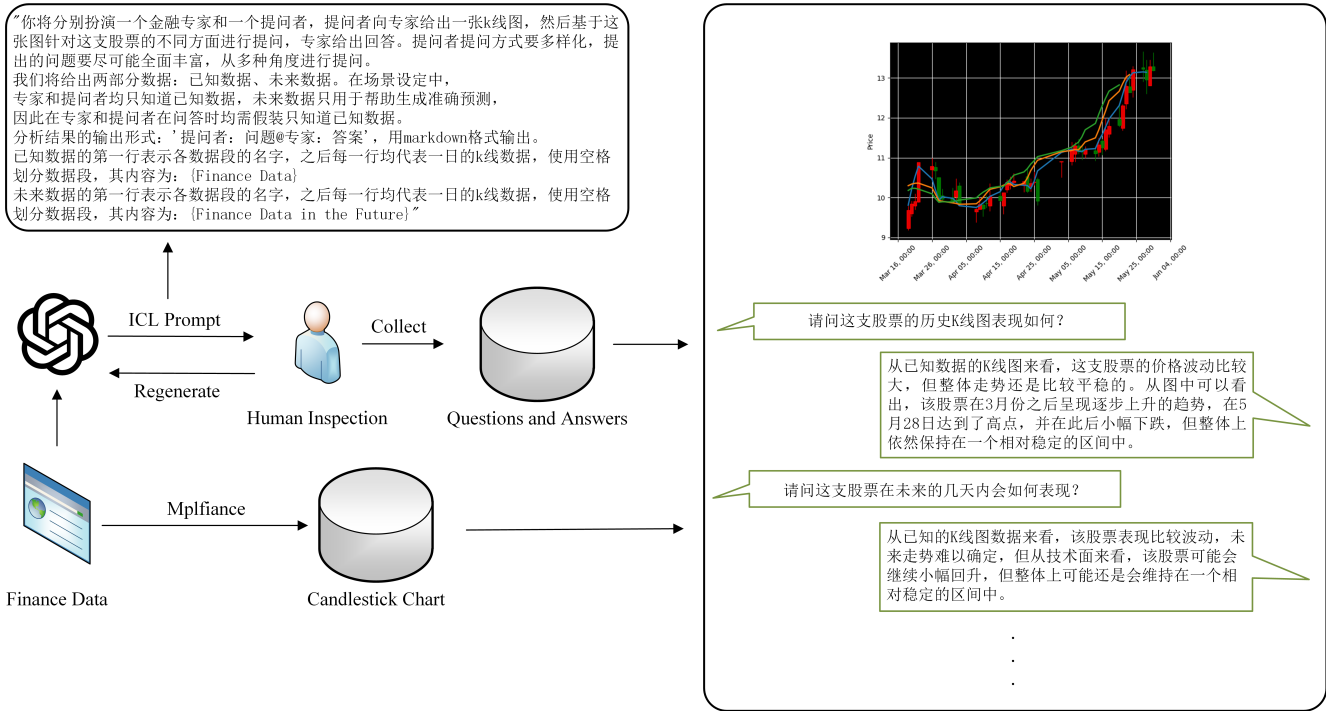 "你将分别扮演一个金融专家和一个提问者，提问者向专家给出一张k线图，然后基于这
张图针对这支股票的不同方面进行提问，专家给出回答。提问者提问方式要多样化，提
出的问题要尽可能全面丰富，从多种角度进行提问。
我们将给出两部分数据：已知数据、未来数据。在场景设定中，
专家和提问者均只知道已知数据，未来数据只用于帮助生成准确预测，
因此在专家和提问者在问答时均需假装只知道已知数据。
分析结果的输出形式：'提问者：问题@专家：答案'，用markdown格式输出。
已知数据的第一行表示各数据段的名字，之后每一行均代表一日的k线数据，使用空格
划分数据段，其内容为：{Finance Data}
未来数据的第一行表示各数据段的名字，之后每一行均代表一日的k线数据，使用空格
划分数据段，其内容为：{Finance Data in the Future}"
ICL Prompt
Regenerate
Human Inspection
Collect
Questions and Answers
Finance Data
Mplfiance
Candlestick Chart
Price
13
12
11
10
9
Mar 16, 00:00
Mar 26, 00:00
Apr 05, 00:00
Apr 15, 00:00
Apr 25, 00:00
May 05, 00:00
May 15, 00:00
May 25, 00:00
Jun 04, 00:00
请问这支股票的历史K线图表现如何？
从已知数据的K线图来看，这支股票的价格波动比较
大，但整体走势还是比较平稳的。从图中可以看
出，该股票在3月份之后呈现逐步上升的趋势，在5
月28日达到了高点，并在此后小幅下跌，但整体上
依然保持在一个相对稳定的区间中。
请问这支股票在未来的几天内会如何表现？
从已知的K线图数据来看，该股票表现比较波动，未
来走势难以确定，但从技术面来看，该股票可能会
继续小幅回升，但整体上可能还是会维持在一个相
对稳定的区间中。
.
.
.